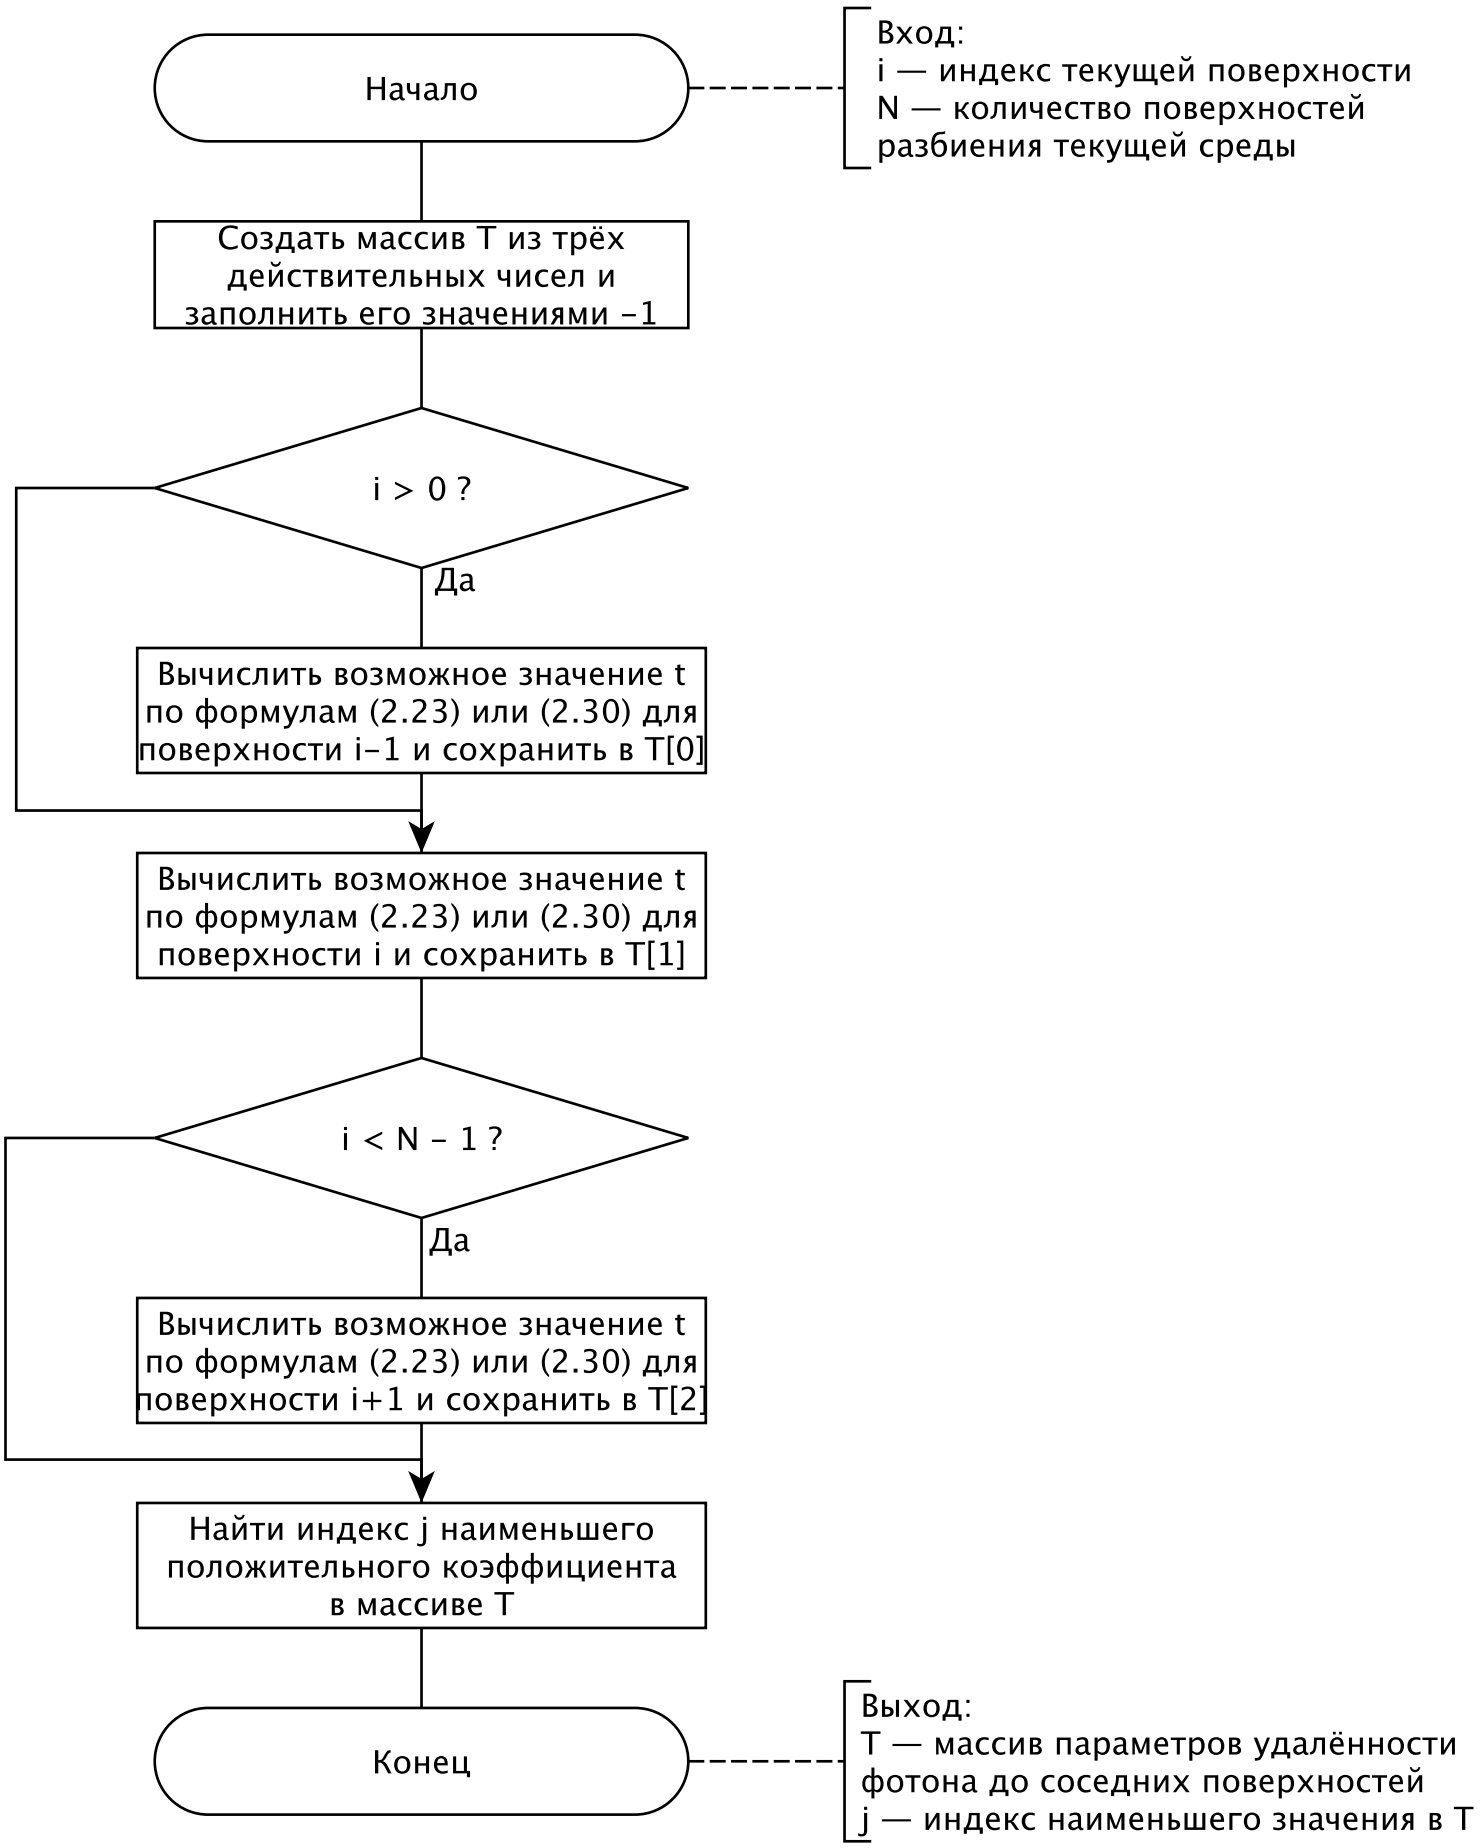 Начало
Вход:
i — индекс текущей поверхности
N — количество поверхностей
разбиения текущей среды
Создать массив T из трёх
действительных чисел и
заполнить его значениями -1
i > 0 ?
Да
Вычислить возможное значение t
по формулам (2.23) или (2.30) для
поверхности i-1 и сохранить в T[0]
Вычислить возможное значение t
по формулам (2.23) или (2.30) для
поверхности i и сохранить в T[1]
i < N - 1 ?
Да
Вычислить возможное значение t
по формулам (2.23) или (2.30) для
поверхности i+1 и сохранить в T[2]
Найти индекс j наименьшего
положительного коэффициента
в массиве T
Конец
Выход:
T — массив параметров удалённости
фотона до соседних поверхностей
j — индекс наименьшего значения в T